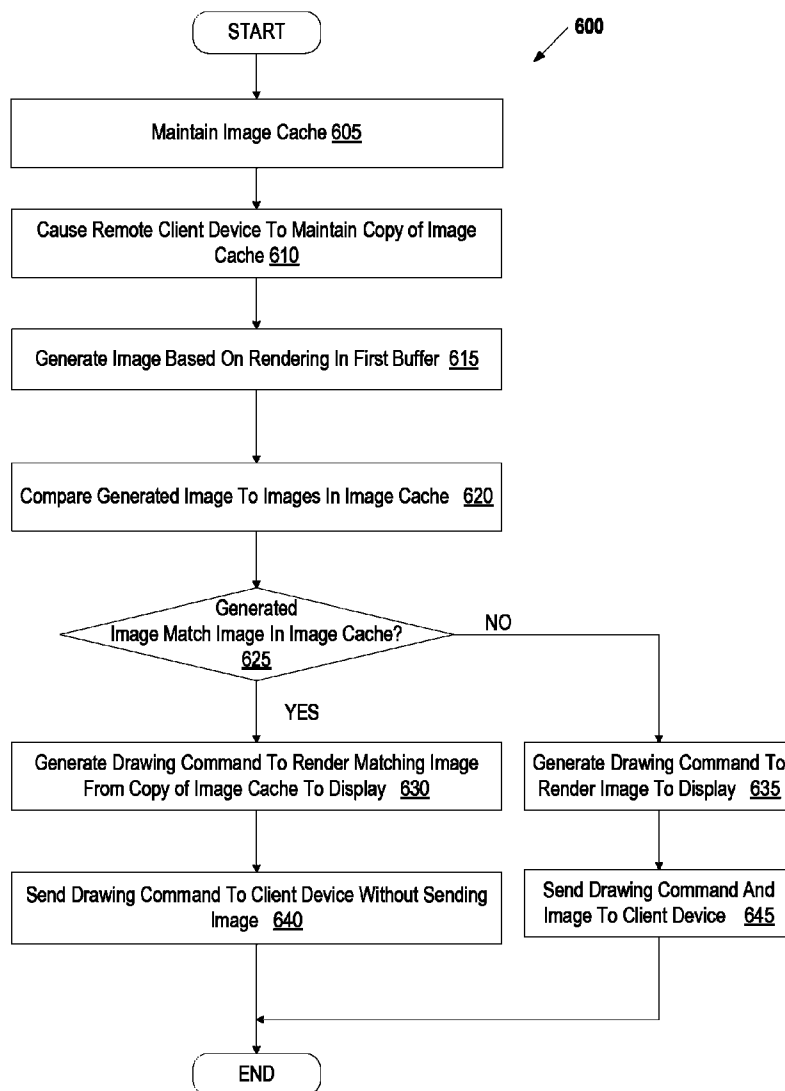 START
600
Maintain Image Cache 605
Cause Remote Client Device To Maintain Copy of Image
Cache 610
Generate Image Based On Rendering In First Buffer 615
Compare Generated Image To Images In Image Cache 620
Generated
Image Match Image In Image Cache?
625
NO
YES
Generate Drawing Command To Render Matching Image
From Copy of Image Cache To Display 630
Generate Drawing Command To
Render Image To Display 635
Send Drawing Command To Client Device Without Sending
Image 640
Send Drawing Command And
Image To Client Device 645
END